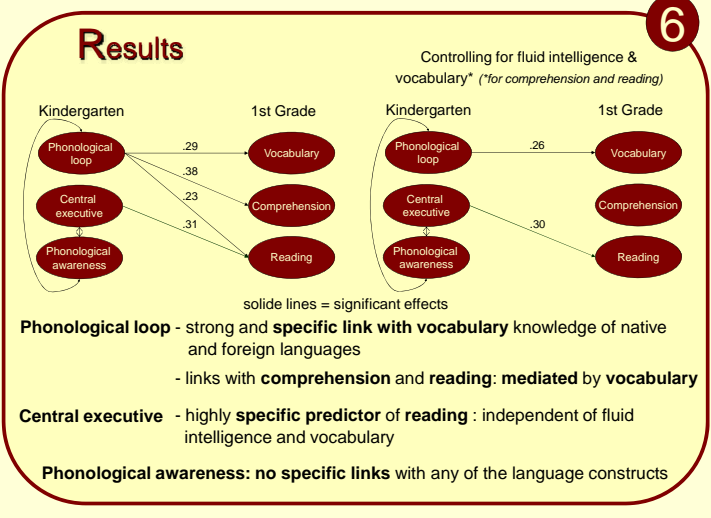 6
Results
Controlling for fluid intelligence &
vocabulary* (*for comprehension and reading)
Kindergarten
1st Grade
Phonological
loop
.29
Vocabulary
.38
Central
executive
.23
Comprehension
.31
Phonological
awareness
Reading
Kindergarten
1st Grade
Phonological
loop
.26
Vocabulary
Central
executive
Comprehension
.30
Phonological
awareness
Reading
solide lines = significant effects
Phonological loop - strong and specific link with vocabulary knowledge of native
and foreign languages
- links with comprehension and reading: mediated by vocabulary
Central executive - highly specific predictor of reading : independent of fluid
intelligence and vocabulary
Phonological awareness: no specific links with any of the language constructs